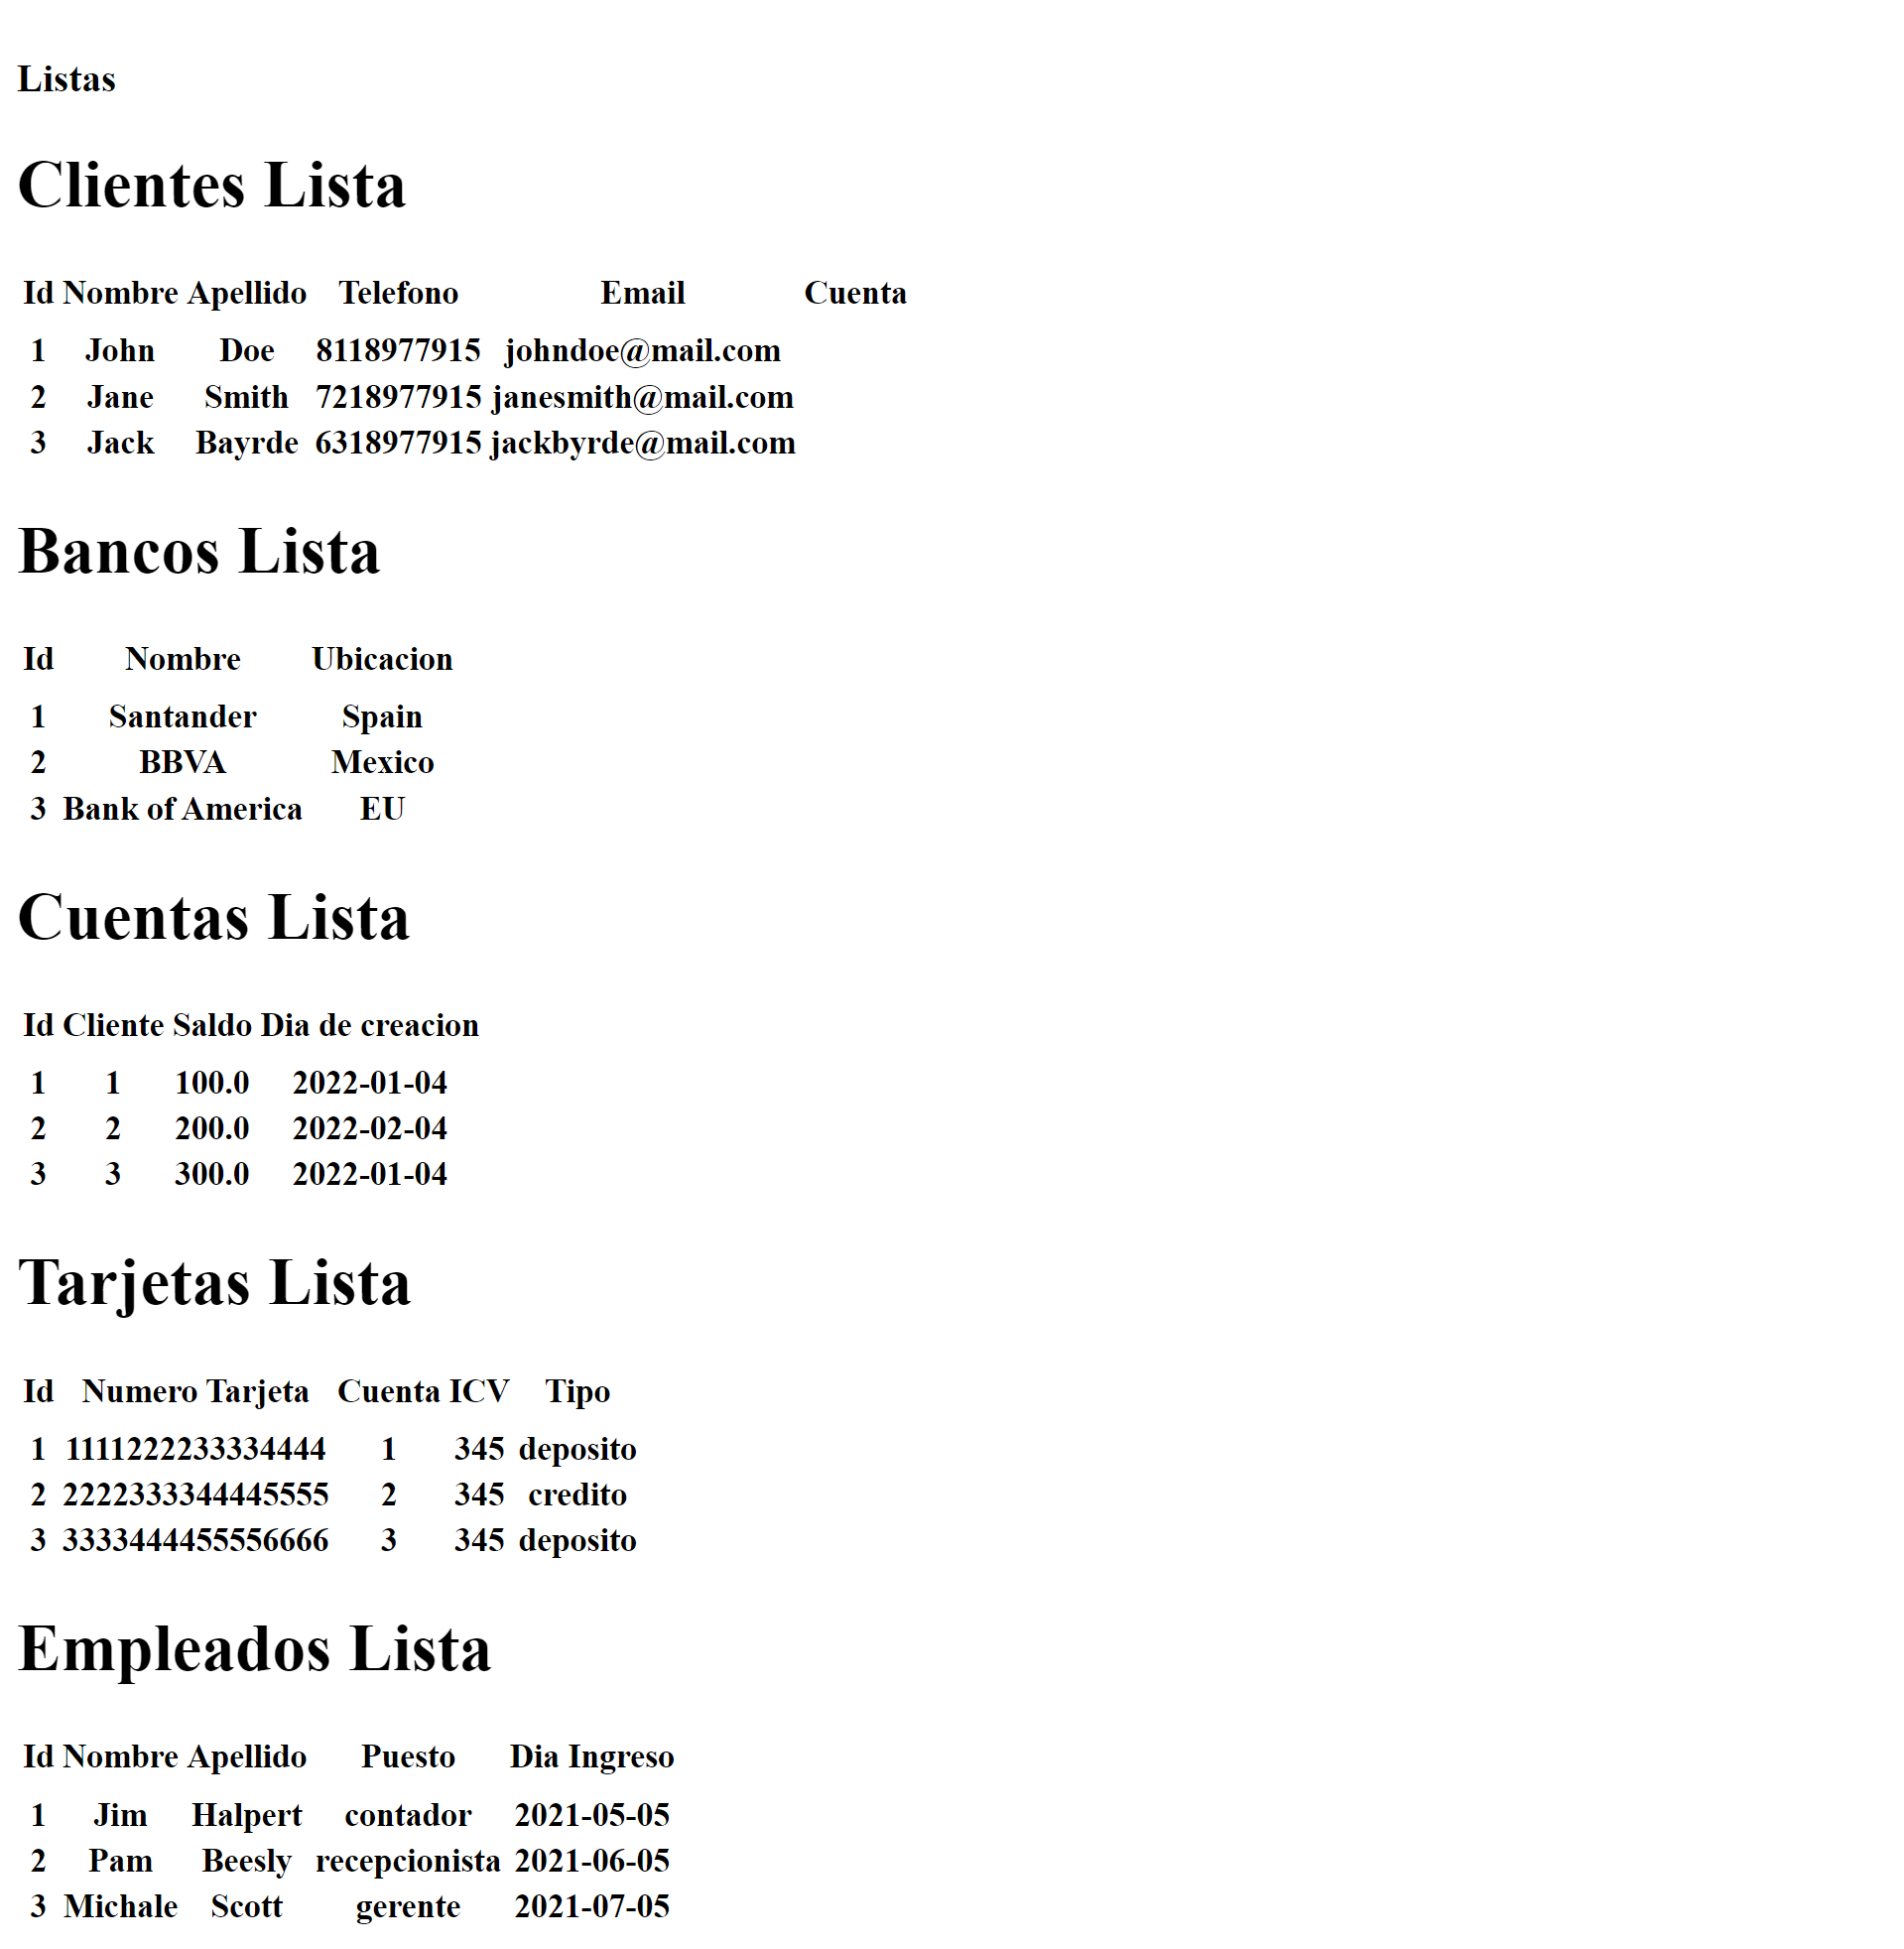 Listas
Clientes Lista
Id Nombre Apellido Telefono Email Cuenta
1 John Doe 8118977915 johndoe@mail.com
2 Jane Smith 7218977915 janesmith@mail.com
3 Jack Bayrde 6318977915 jackbyrde@mail.com
Bancos Lista
Id Nombre Ubicacion
1 Santander Spain
2 BBVA Mexico
3 Bank of America EU
Cuentas Lista
Id Cliente Saldo Dia de creacion
1 1 100.0 2022-01-04
2 2 200.0 2022-02-04
3 3 300.0 2022-01-04
Tarjetas Lista
Id Numero Tarjeta Cuenta ICV Tipo
1 1111222233334444 1 345 deposito
2 2222333344445555 2 345 credito
3 3333444455556666 3 345 deposito
Empleados Lista
Id Nombre Apellido Puesto Dia Ingreso
1 Jim Halpert contador 2021-05-05
2 Pam Beesly recepcionista 2021-06-05
3 Michale Scott gerente 2021-07-05